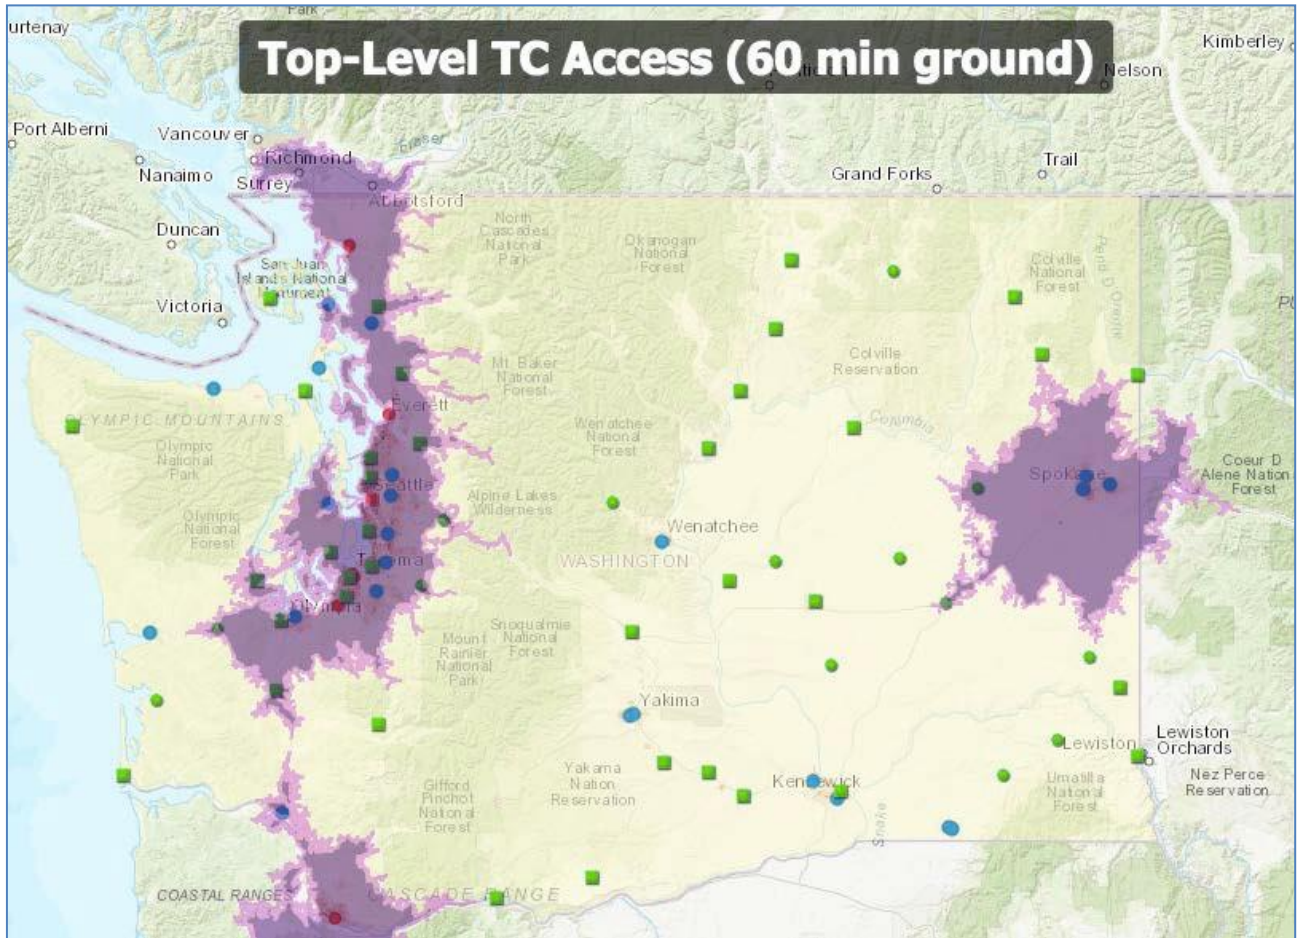 Park
urtenay
Top-Level TC Access (60 min ground)
Kimberley
Nelson
Port Alberni
Vancouver
Fraser
Richmond
Nanaimo
Surrey
Trail
Grand Forks
Abbotsford
Duncan
North
Cascades
National
Park
Okanogan
National
Forest
Colville
National
Forest
San Juan
Islands National
Monument
Victoria
Pend O
Mt. Baker
National
Forest
Colville
Reservation
OLYMPIC MOUNTAINS
Everett
Columbia
Olympic
National
Park
Wenatchee
National
Forest
Seattle
Spokane
Coeur D
Alene Nation
Forest
Alpine Lakes
Wilderness
Olympic
National
Forest
Wenatchee
WASHINGTON
Tacoma
Olympia
Snoqualmie
National
Forest
Mount
Rainier
National
Park
Yakima
Lewiston
Lewiston
Orchards
Yakama
Nation
Reservation
Kennewick
Gifford
Pinchot
National
Forest
Umatilla
National
Forest
Nez Perce
Reservation
Snake
COASTAL RANGES
CASCADE RANGE